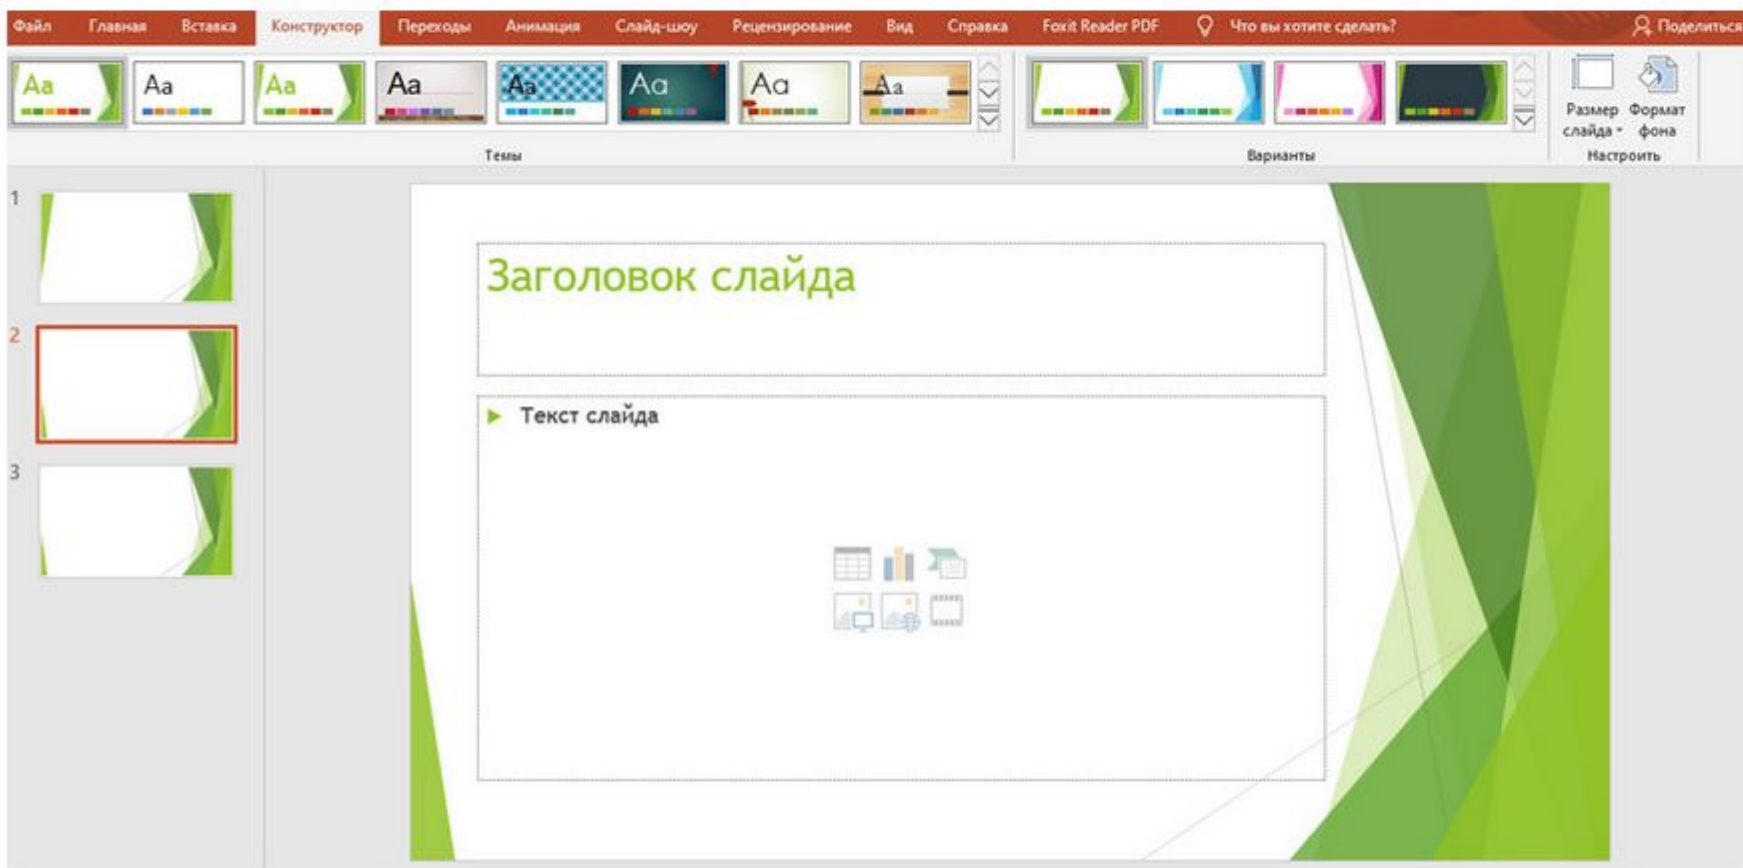 Файл Главная Вставка Конструктор Переходы Анимация Слайд-шоу Рецензирование Вид Справка Foxit Reader PDF Что вы хотите сделать? Поделиться
Aa Aa Aa Aa Aa Aa Aa Aa
Размер Формат
слайда фона
Темы Варианты Настроить
1
Заголовок слайда
2
Текст слайда
3